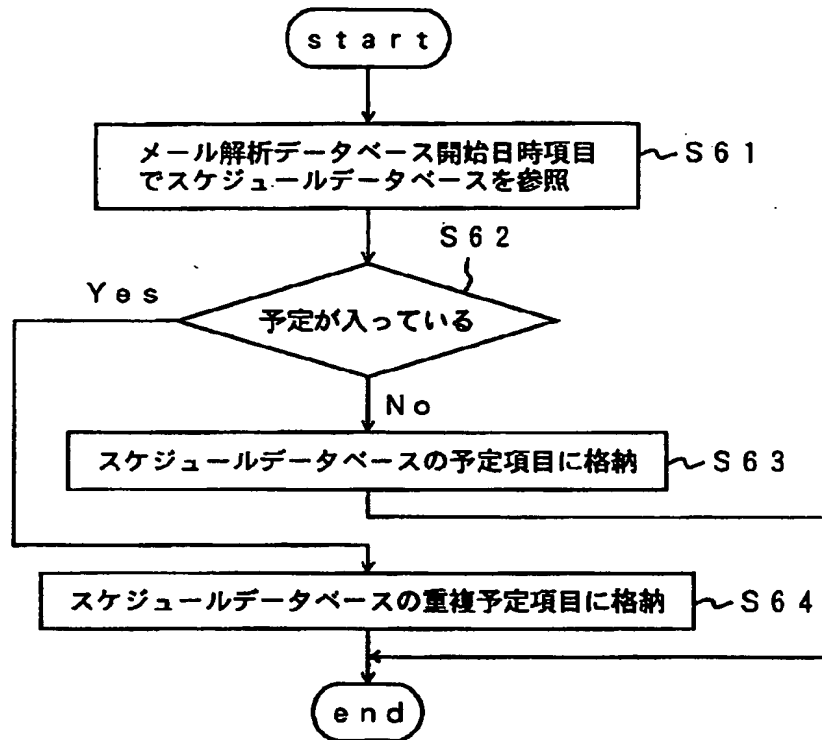 start
メール解析データベース開始日時項目
でスケジュールデータベースを参照
S61
S62
Yes
予定が入っている
No
スケジュールデータベースの予定項目に格納
S63
スケジュールデータベースの重複予定項目に格納
S64
end